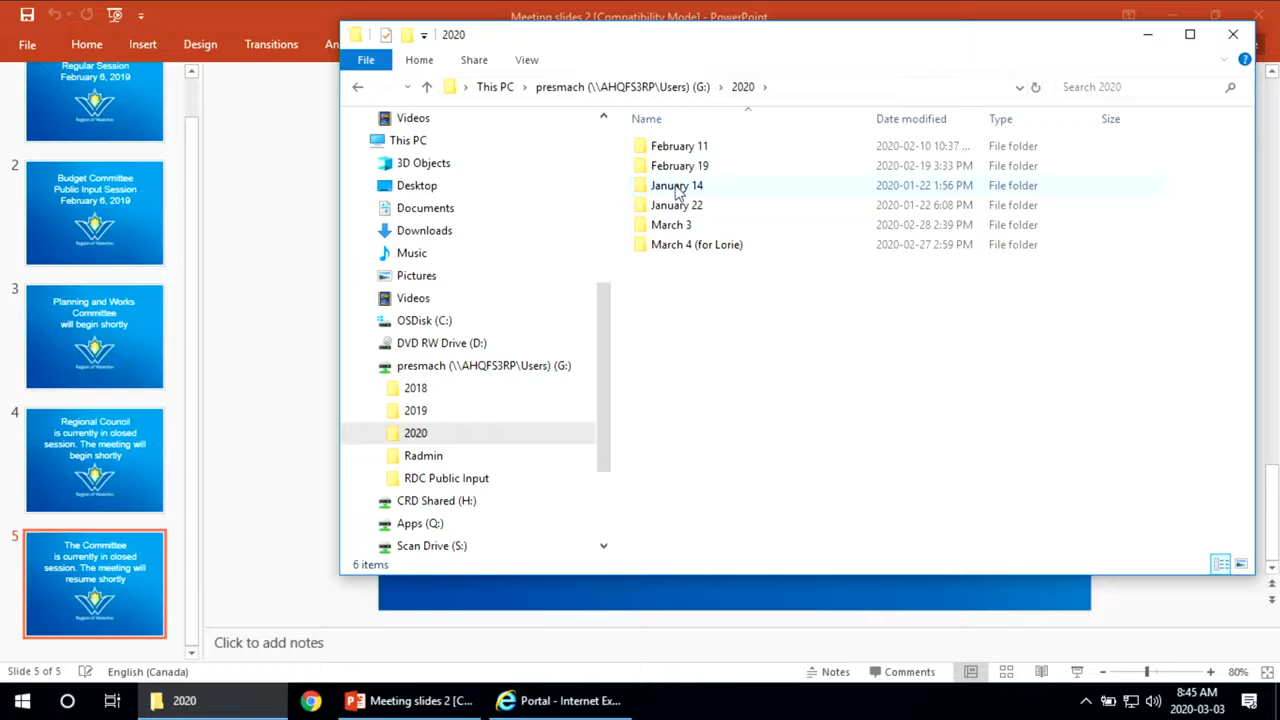 Meeting slides 2 [Compatibility Mode] - PowerPoint
File
Home
Insert
Design
Transitions
An
2020
File
Home
Share
View
This PC
presmach (\\AHQFS3RP\Users) (G:)
2020
Search 2020
Name
Date modified
Type
Size
Videos
This PC
3D Objects
Desktop
Documents
Downloads
Music
Pictures
Videos
OSDisk (C:)
DVD RW Drive (D:)
presmach (\\AHQFS3RP\Users) (G:)
2018
2019
2020
Radmin
RDC Public Input
CRD Shared (H:)
Apps (Q:)
Scan Drive (S:)
February 11 2020-02-10 10:37 ... File folder
February 19 2020-02-19 3:33 PM File folder
January 14 2020-01-22 1:56 PM File folder
January 22 2020-01-22 6:08 PM File folder
March 3 2020-02-28 2:39 PM File folder
March 4 (for Lorie) 2020-02-27 2:59 PM File folder
6 items
Regular Session
February 6, 2019
Region of Waterloo
2
Budget Committee
Public Input Session
February 6, 2019
Region of Waterloo
3
Planning and Works
Committee
will begin shortly
Region of Waterloo
4
Regional Council
is currently in closed
session. The meeting will
begin shortly
Region of Waterloo
5
The Committee
is currently in closed
session. The meeting will
resume shortly
Region of Waterloo
Click to add notes
Slide 5 of 5
English (Canada)
Notes
Comments
80%
2020
Meeting slides 2 [C...
Portal - Internet Ex...
8:45 AM
2020-03-03